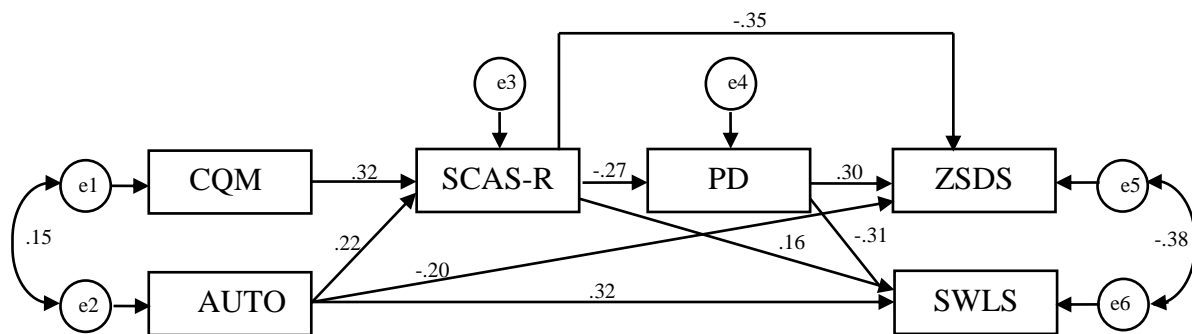 -.35
e3
e4
e1
CQM
.32
SCAS-R
-.27
PD
.30
ZSDS
e5
.15
.22
-.20
.16
-.31
-.38
e2
AUTO
.32
SWLS
e6